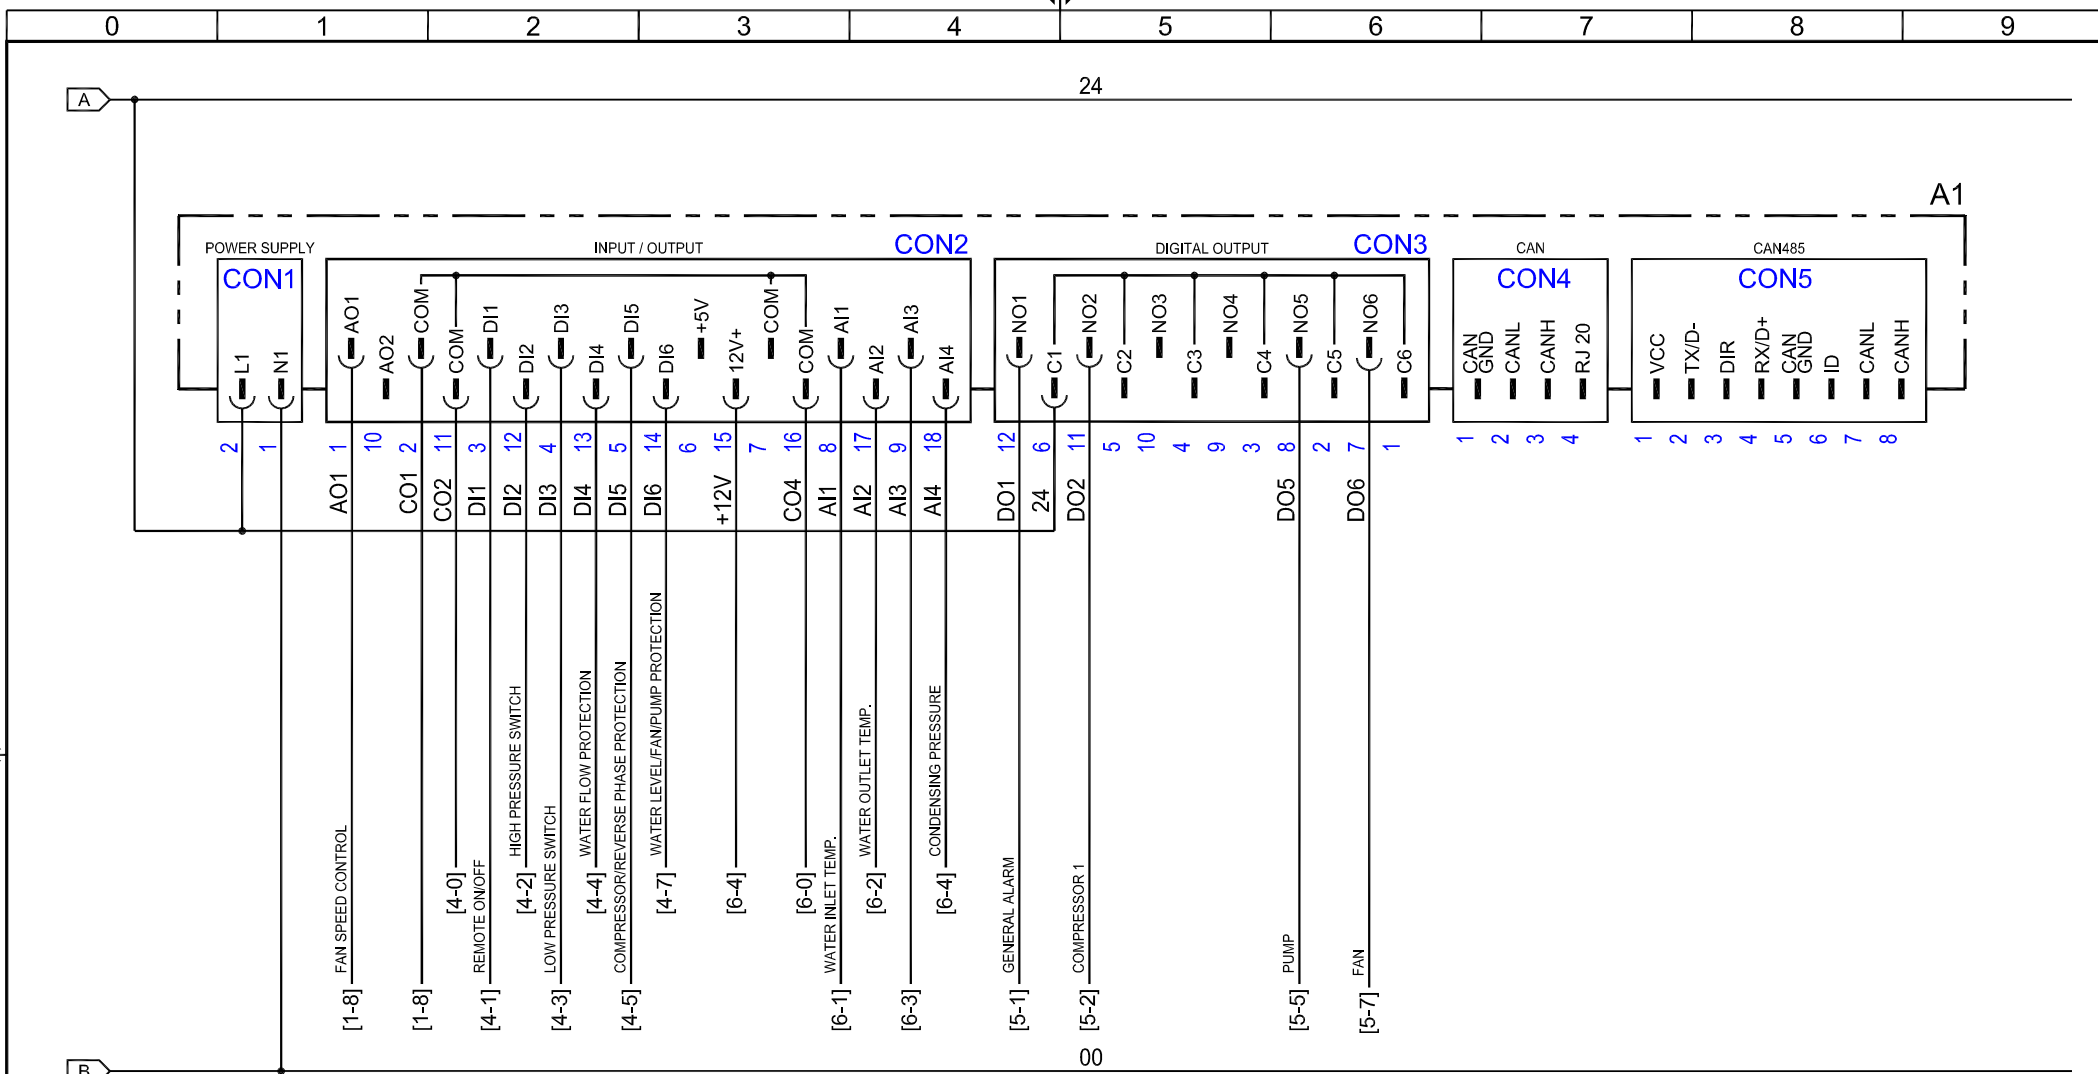 0 1 2 3 4 5 6 7 8 9
A
24
A1
POWER SUPPLY
CON1
INPUT / OUTPUT
CON2
DIGITAL OUTPUT
CON3
CAN
CON4
CAN485
CON5
L1
N1
AO1
AO2
COM
COM
DI1
DI2
DI3
DI4
DI5
DI6
+5V
12V+
COM
COM
AI1
AI2
AI3
AI4
NO1
C1
NO2
C2
NO3
C3
NO4
C4
NO5
C5
NO6
C6
CAN
GND
CANL
CANH
RJ 20
VCC
TX/D-
DIR
RX/D+
CAN
GND
ID
CANL
CANH
2 1
1 10 2 11 3 12 4 13 5 14 6 15 7 16 8 17 9 18
12 6 11 5 10 4 9 3 8 2 7 1
1 2 3 4
1 2 3 4 5 6 7 8
AO1
CO1
CO2
DI1
DI2
DI3
DI4
DI5
DI6
+12V
CO4
AI1
AI2
AI3
AI4
DO1
24
DO2
DO5
DO6
FAN SPEED CONTROL
[1-8]
[1-8]
[4-0]
REMOTE ON/OFF
[4-1]
HIGH PRESSURE SWITCH
[4-2]
LOW PRESSURE SWITCH
[4-3]
WATER FLOW PROTECTION
[4-4]
COMPRESSOR/REVERSE PHASE PROTECTION
[4-5]
WATER LEVEL/FAN/PUMP PROTECTION
[4-7]
[6-4]
[6-0]
WATER INLET TEMP.
[6-1]
WATER OUTLET TEMP.
[6-2]
[6-3]
CONDENSING PRESSURE
[6-4]
GENERAL ALARM
[5-1]
COMPRESSOR 1
[5-2]
PUMP
[5-5]
FAN
[5-7]
B
00